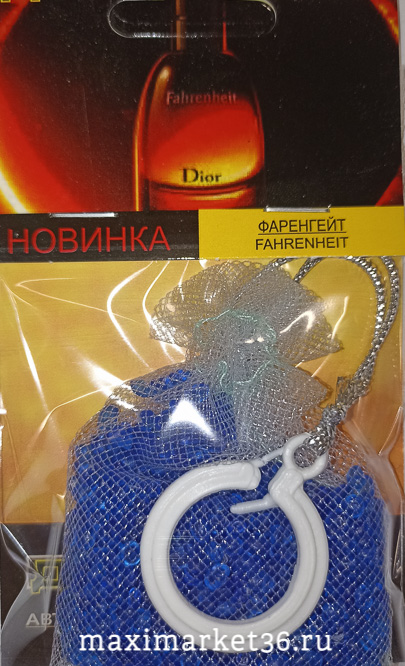 Fahrenheit
Dior
НОВИНКА
ФАРЕНГЕЙТ
FAHRENHEIT
АВТ
maximarket36.ru